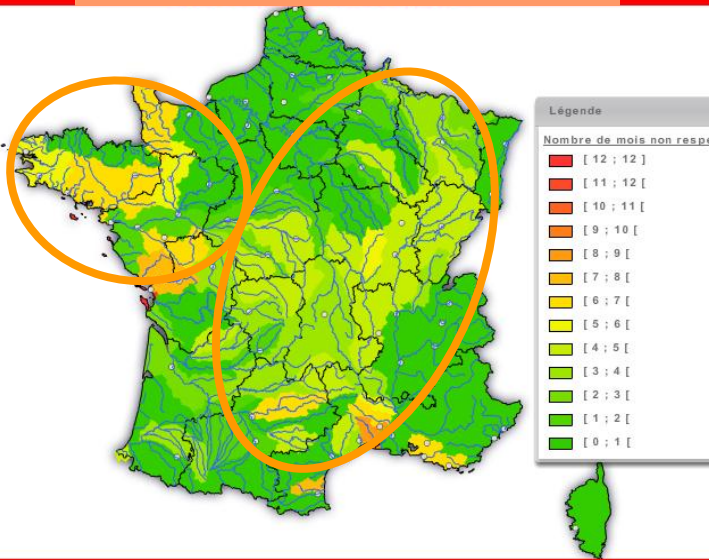 Légende
Nombre de mois non respe
[ 12 ; 12 ]
[ 11 ; 12 [
[ 10 ; 11 [
[ 9 ; 10 [
[ 8 ; 9 [
[ 7 ; 8 [
[ 6 ; 7 [
[ 5 ; 6 [
[ 4 ; 5 [
[ 3 ; 4 [
[ 2 ; 3 [
[ 1 ; 2 [
[ 0 ; 1 [